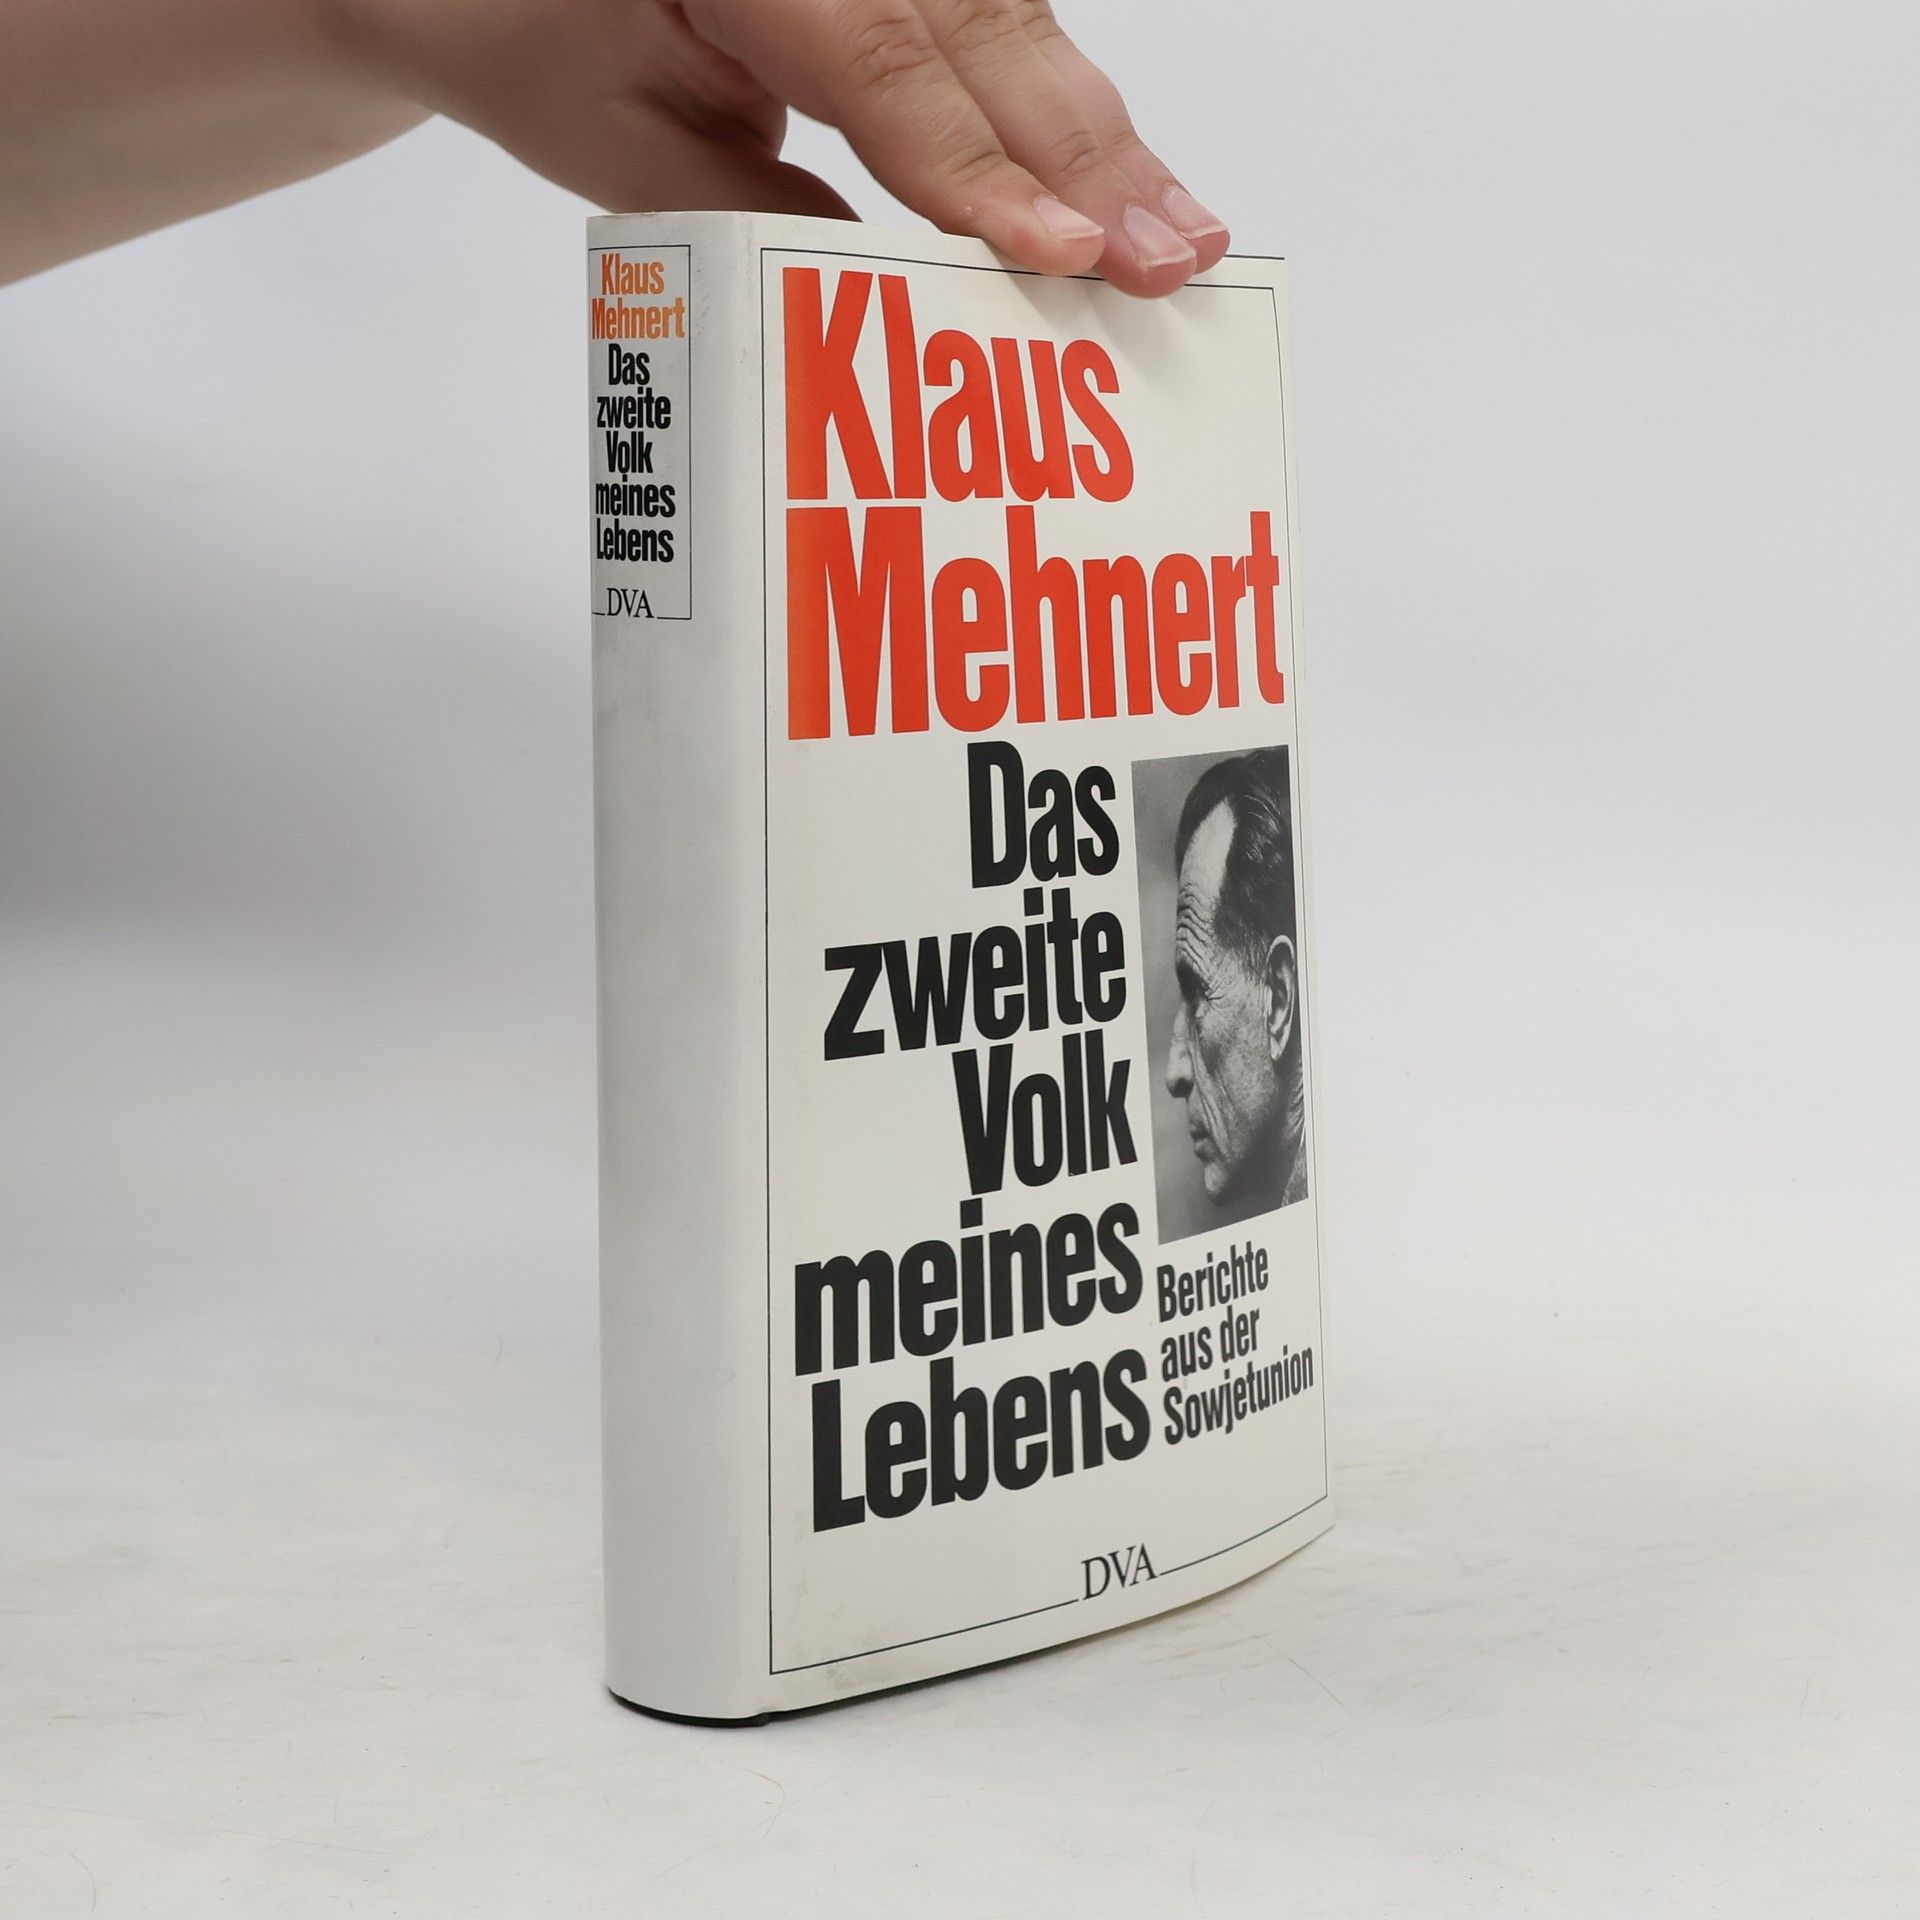 Klaus
Mehnert
Das
zweite
Volk
meines
Lebens
DVA
Klaus
Mehnert
Das
zweite
Volk
meines
Lebens
Berichte
aus der
Sowjetunion
DVA